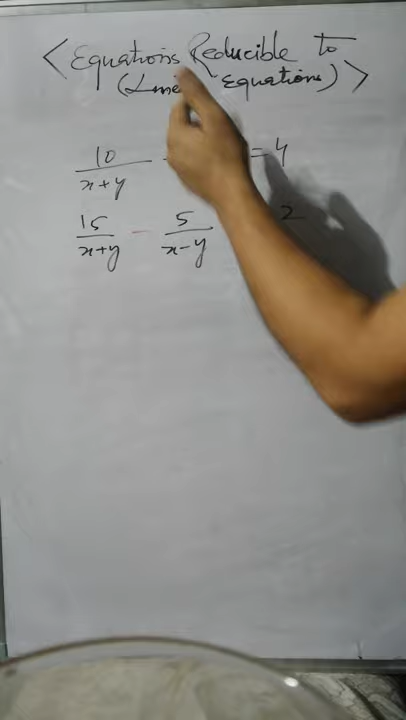 < Equations Reducible to
( Equations ) >
10 / x+y = 4
15 / x+y - 5 / x-y 2